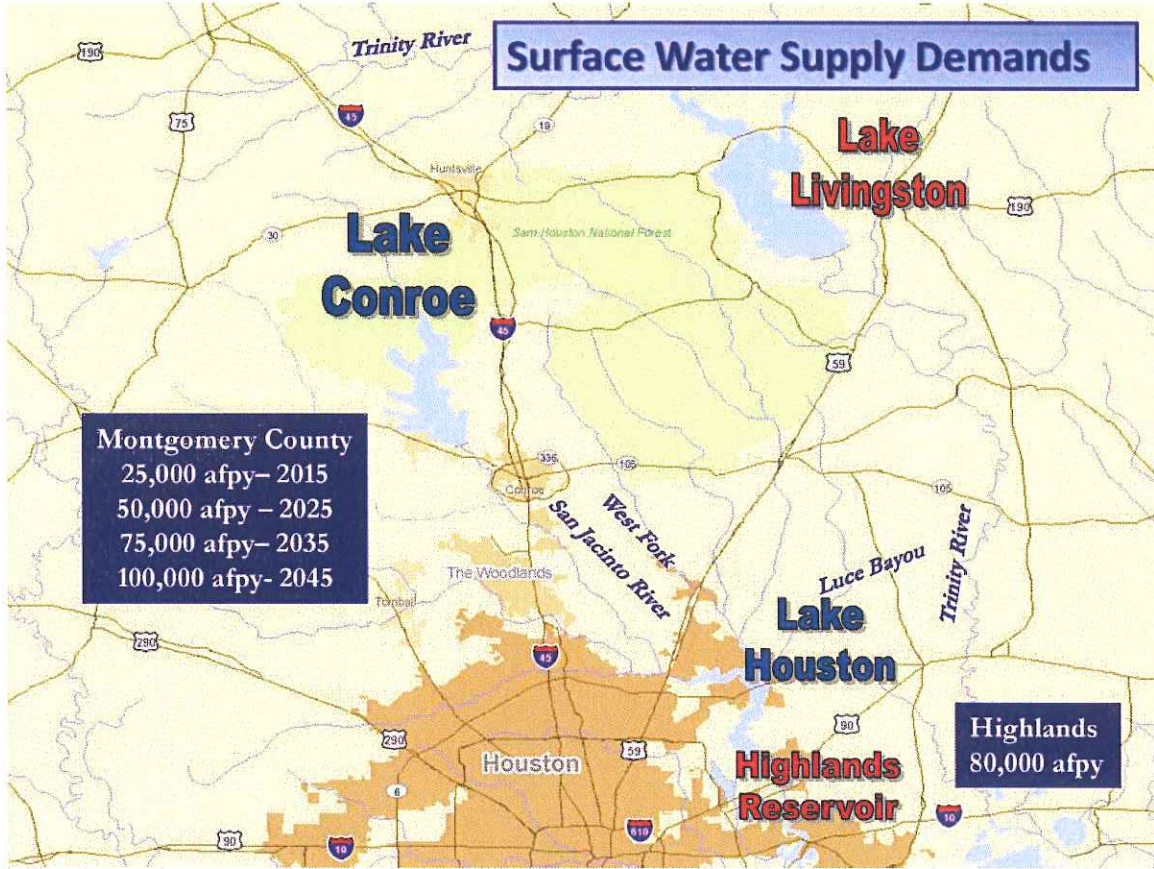 Surface Water Supply Demands
Trinity River
190
75
45
19
Huntsville
Lake
Livingston
190
30
Lake
Conroe
Sam Houston National Forest
45
59
Montgomery County
25,000 afpy– 2015
50,000 afpy – 2025
75,000 afpy– 2035
100,000 afpy- 2045
336
105
Conroe
105
West Fork
San Jacinto River
The Woodlands
Tomball
Luce Bayou
Trinity River
Lake
Houston
290
45
90
Highlands
80,000 afpy
290
59
Houston
Highlands
Reservoir
6
610
10
90
10